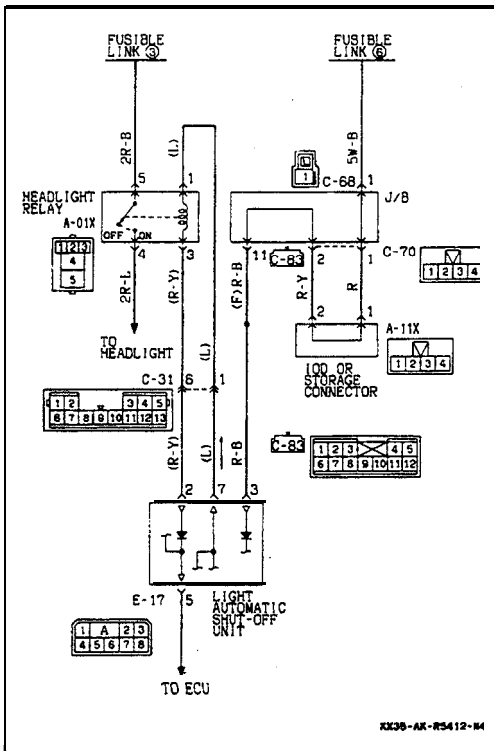 FUSIBLE LINK ③
FUSIBLE LINK ⑥
2R-B
(L)
5W-B
1
5
1
C-68
1
HEADLIGHT RELAY
J/B
A-01X
OFF
ON
1 2 3
4
5
4
3
11
C-83
2
1
C-70
1 2 3 4
2R-L
(R-Y)
(F)R-B
R-Y
R
2
1
A-11X
TO HEADLIGHT
(L)
IOD OR STORAGE CONNECTOR
1 2 3 4
C-31
6
1
1 2 3 4 5
6 7 8 9 10 11 12 13
C-83
1 2 3 4 5
6 7 8 9 10 11 12
(R-Y)
(L)
R-B
2
7
3
E-17
5
LIGHT AUTOMATIC SHUT-OFF UNIT
1 A 2 3
4 5 6 7 8
TO ECU
XX35-AX-R5412-N4